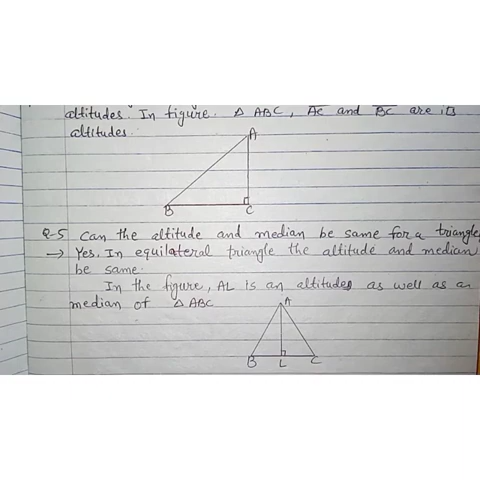 altitudes. In figure. △ ABC, AC and BC are its
altitudes.
A
B
C
Q-5 Can the altitude and median be same for a triangle
→ Yes. In equilateral triangle the altitude and median
be same.
In the figure, AL is an altitudes as well as an
median of △ ABC
A
B L C